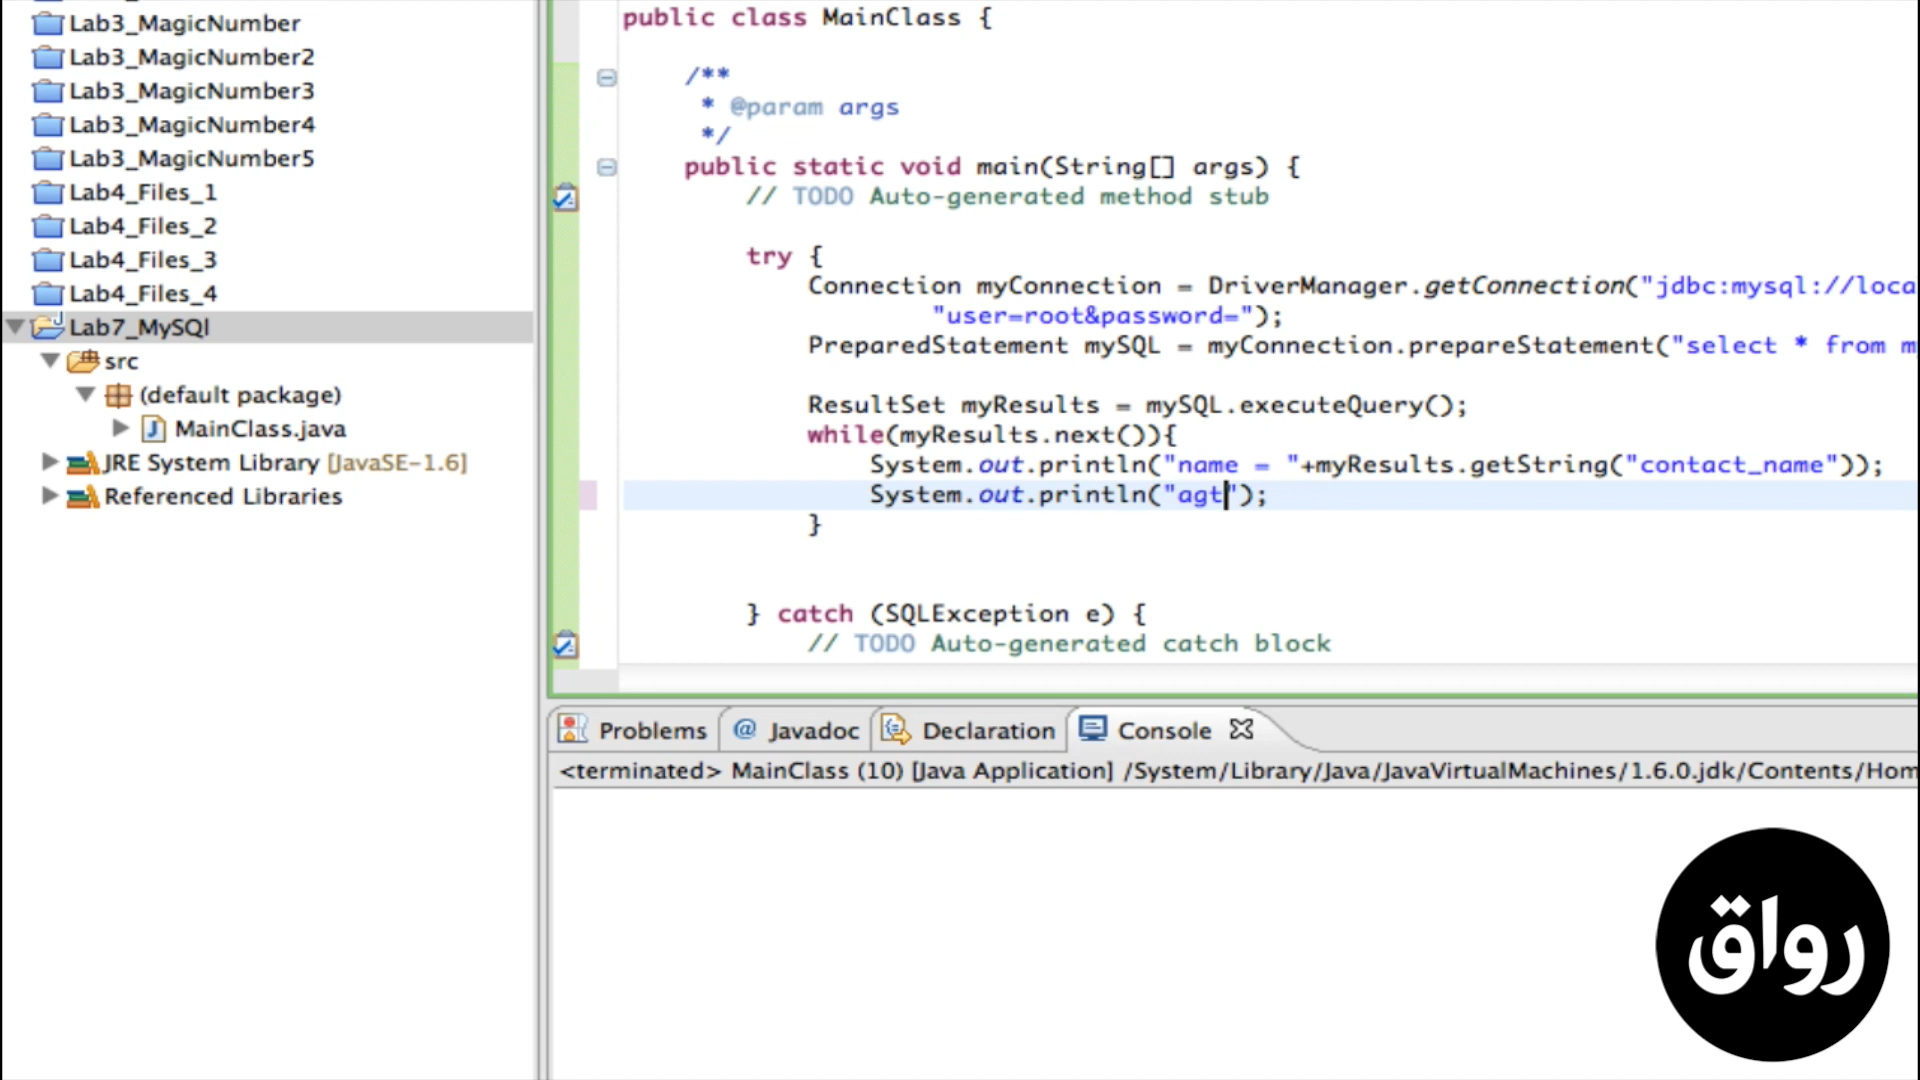 Lab3_MagicNumber
Lab3_MagicNumber2
Lab3_MagicNumber3
Lab3_MagicNumber4
Lab3_MagicNumber5
Lab4_Files_1
Lab4_Files_2
Lab4_Files_3
Lab4_Files_4
Lab7_MySQl
src
(default package)
MainClass.java
JRE System Library [JavaSE-1.6]
Referenced Libraries
public class MainClass {
/**
* @param args
*/
public static void main(String[] args) {
// TODO Auto-generated method stub
try {
Connection myConnection = DriverManager.getConnection("jdbc:mysql://loca
"user=root&password=");
PreparedStatement mySQL = myConnection.prepareStatement("select * from m
ResultSet myResults = mySQL.executeQuery();
while(myResults.next()){
System.out.println("name = "+myResults.getString("contact_name"));
System.out.println("agt");
}
} catch (SQLException e) {
// TODO Auto-generated catch block
Problems @ Javadoc Declaration Console
<terminated> MainClass (10) [Java Application] /System/Library/Java/JavaVirtualMachines/1.6.0.jdk/Contents/Hom
رواق